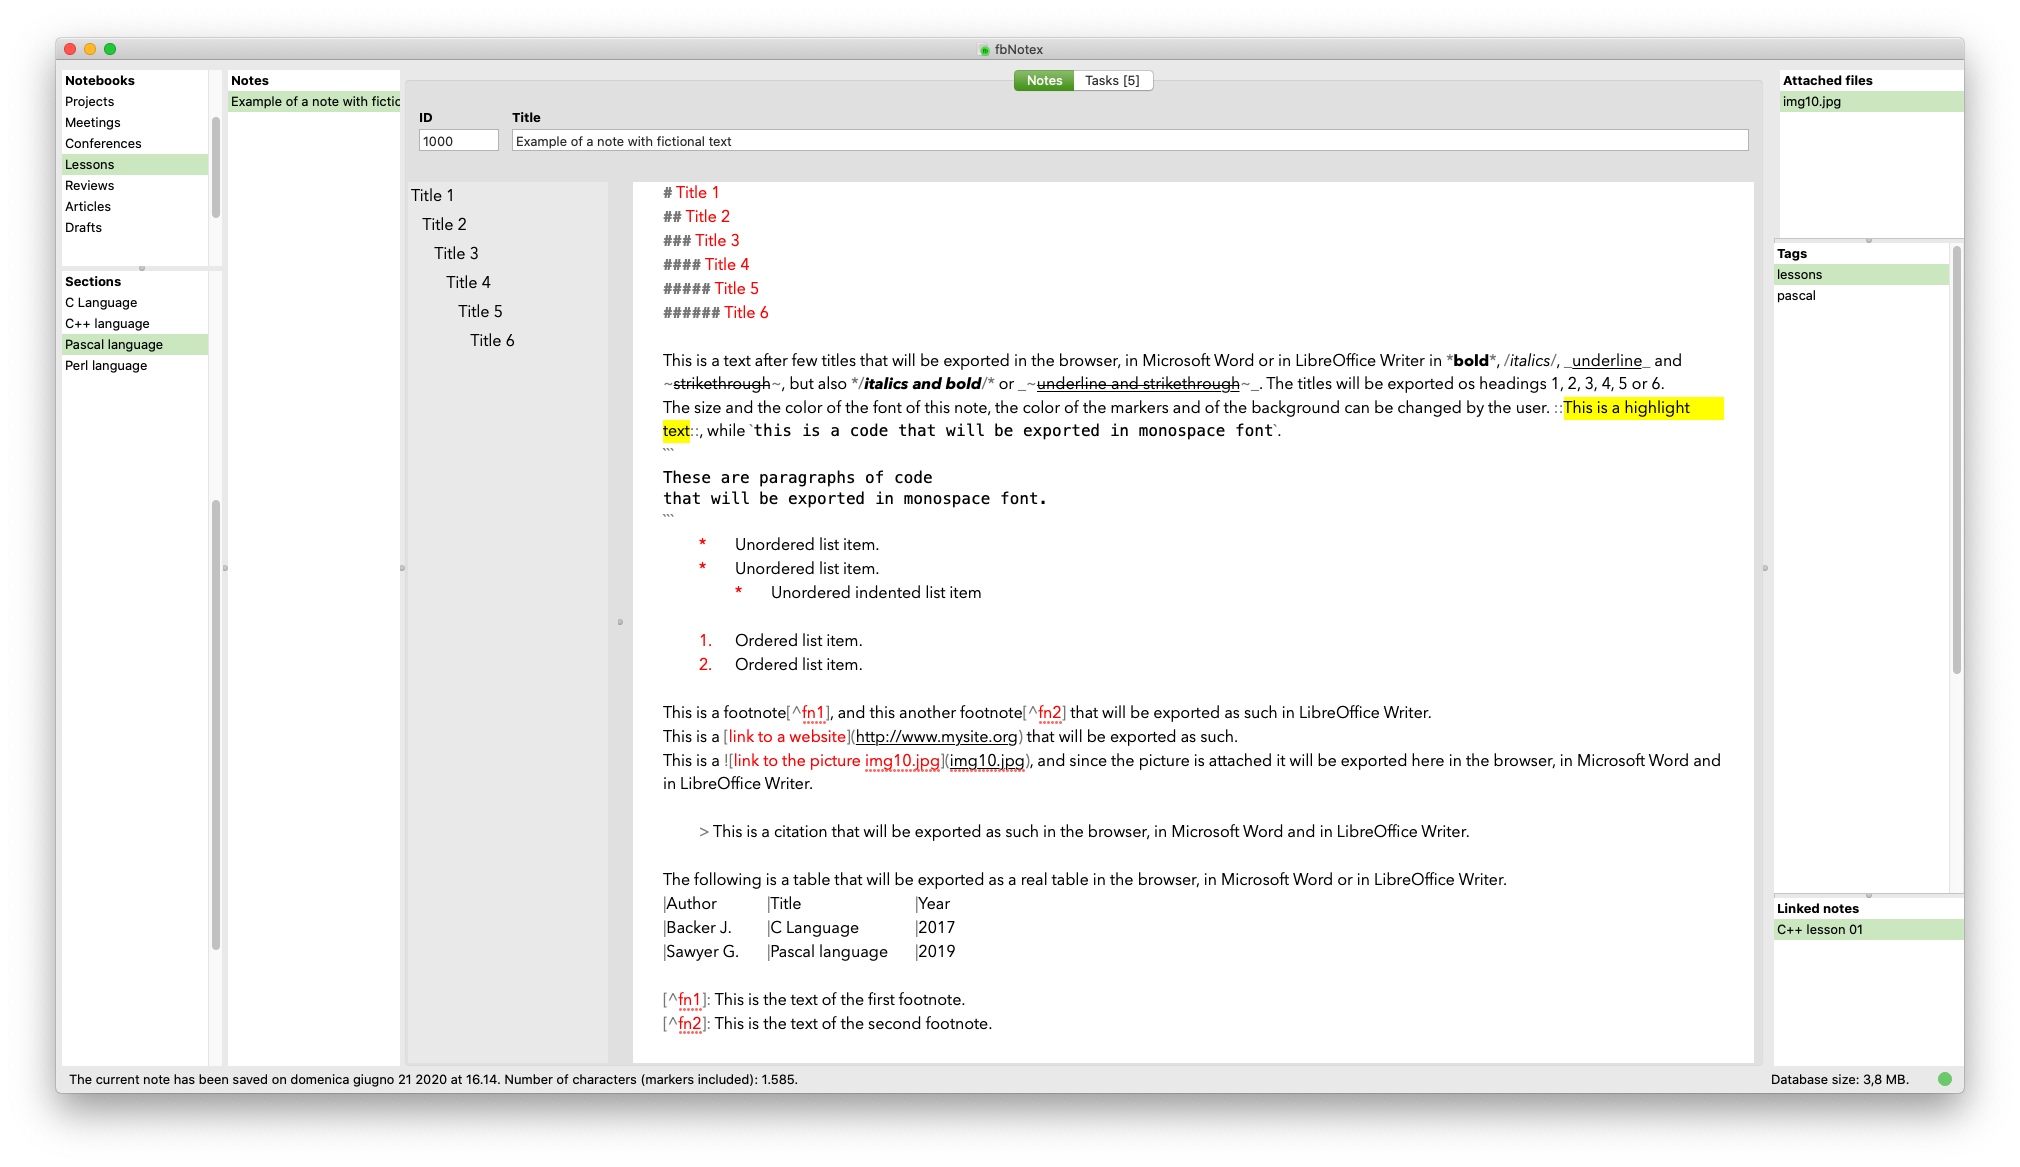 fbNotex
Notebooks
Projects
Meetings
Conferences
Lessons
Reviews
Articles
Drafts
Sections
C Language
C++ language
Pascal language
Perl language
Notes
Example of a note with fictio
Notes
Tasks [5]
ID
Title
1000
Example of a note with fictional text
Title 1
Title 2
Title 3
Title 4
Title 5
Title 6
# Title 1
## Title 2
### Title 3
#### Title 4
##### Title 5
###### Title 6
This is a text after few titles that will be exported in the browser, in Microsoft Word or in LibreOffice Writer in *bold*, /italics/, _underline_ and
~strikethrough~, but also */italics and bold/* or _~underline and strikethrough~_. The titles will be exported os headings 1, 2, 3, 4, 5 or 6.
The size and the color of the font of this note, the color of the markers and of the background can be changed by the user. ::This is a highlight
text::, while `this is a code that will be exported in monospace font`.
```
These are paragraphs of code
that will be exported in monospace font.
```
* Unordered list item.
* Unordered list item.
* Unordered indented list item
1. Ordered list item.
2. Ordered list item.
This is a footnote[^fn1], and this another footnote[^fn2] that will be exported as such in LibreOffice Writer.
This is a [link to a website](http://www.mysite.org) that will be exported as such.
This is a ![link to the picture img10.jpg](img10.jpg), and since the picture is attached it will be exported here in the browser, in Microsoft Word and
in LibreOffice Writer.
> This is a citation that will be exported as such in the browser, in Microsoft Word and in LibreOffice Writer.
The following is a table that will be exported as a real table in the browser, in Microsoft Word or in LibreOffice Writer.
|Author |Title |Year
|Backer J. |C Language |2017
|Sawyer G. |Pascal language |2019
[^fn1]: This is the text of the first footnote.
[^fn2]: This is the text of the second footnote.
Attached files
img10.jpg
Tags
lessons
pascal
Linked notes
C++ lesson 01
The current note has been saved on domenica giugno 21 2020 at 16.14. Number of characters (markers included): 1.585.
Database size: 3,8 MB.